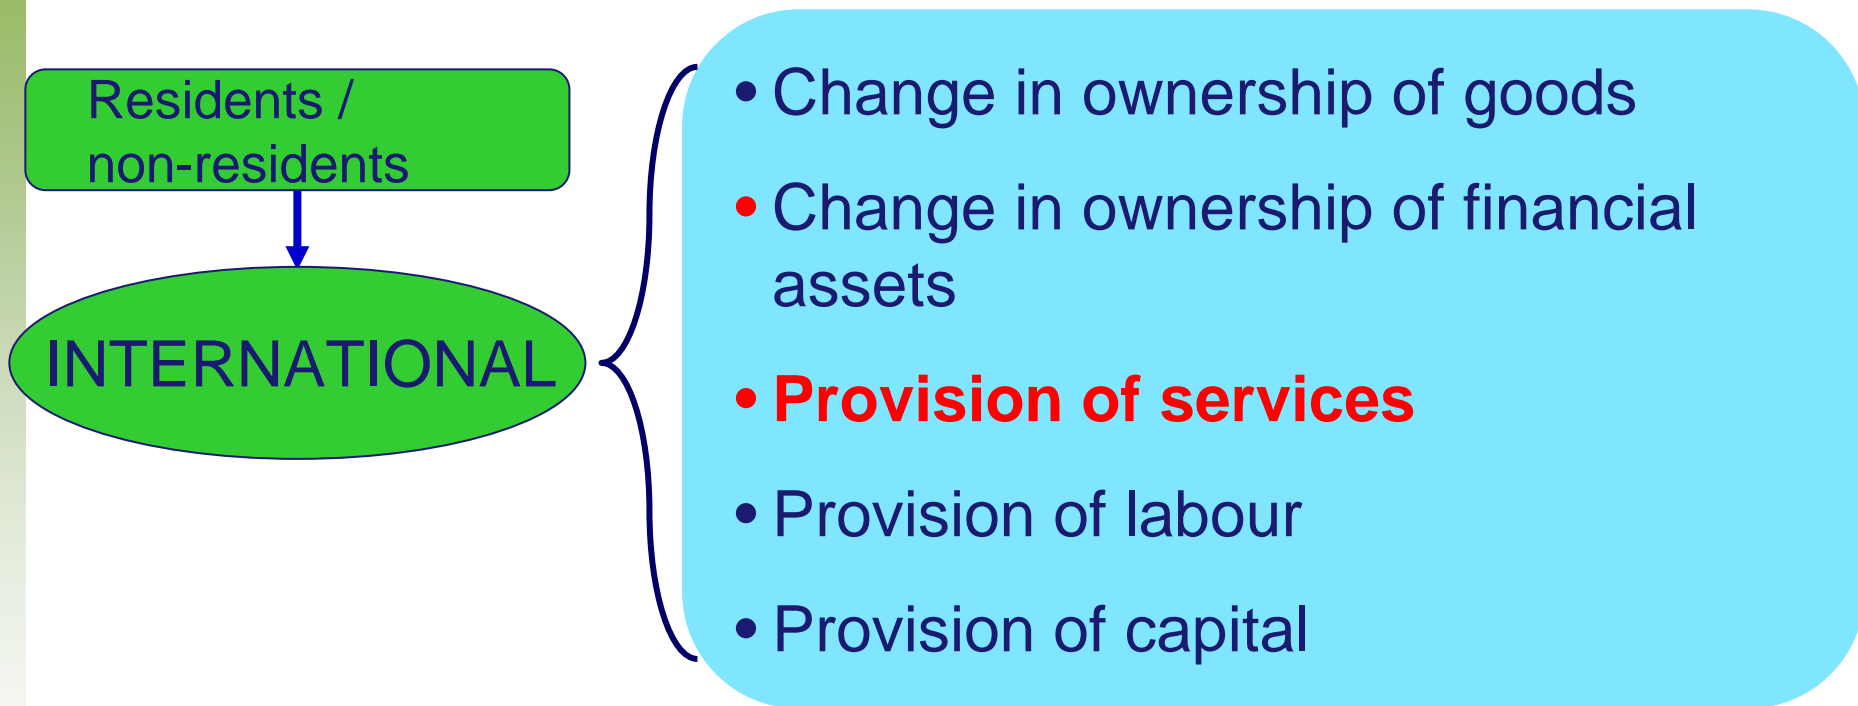 Residents /
non-residents
INTERNATIONAL
• Change in ownership of goods
• Change in ownership of financial
assets
• Provision of services
• Provision of labour
• Provision of capital